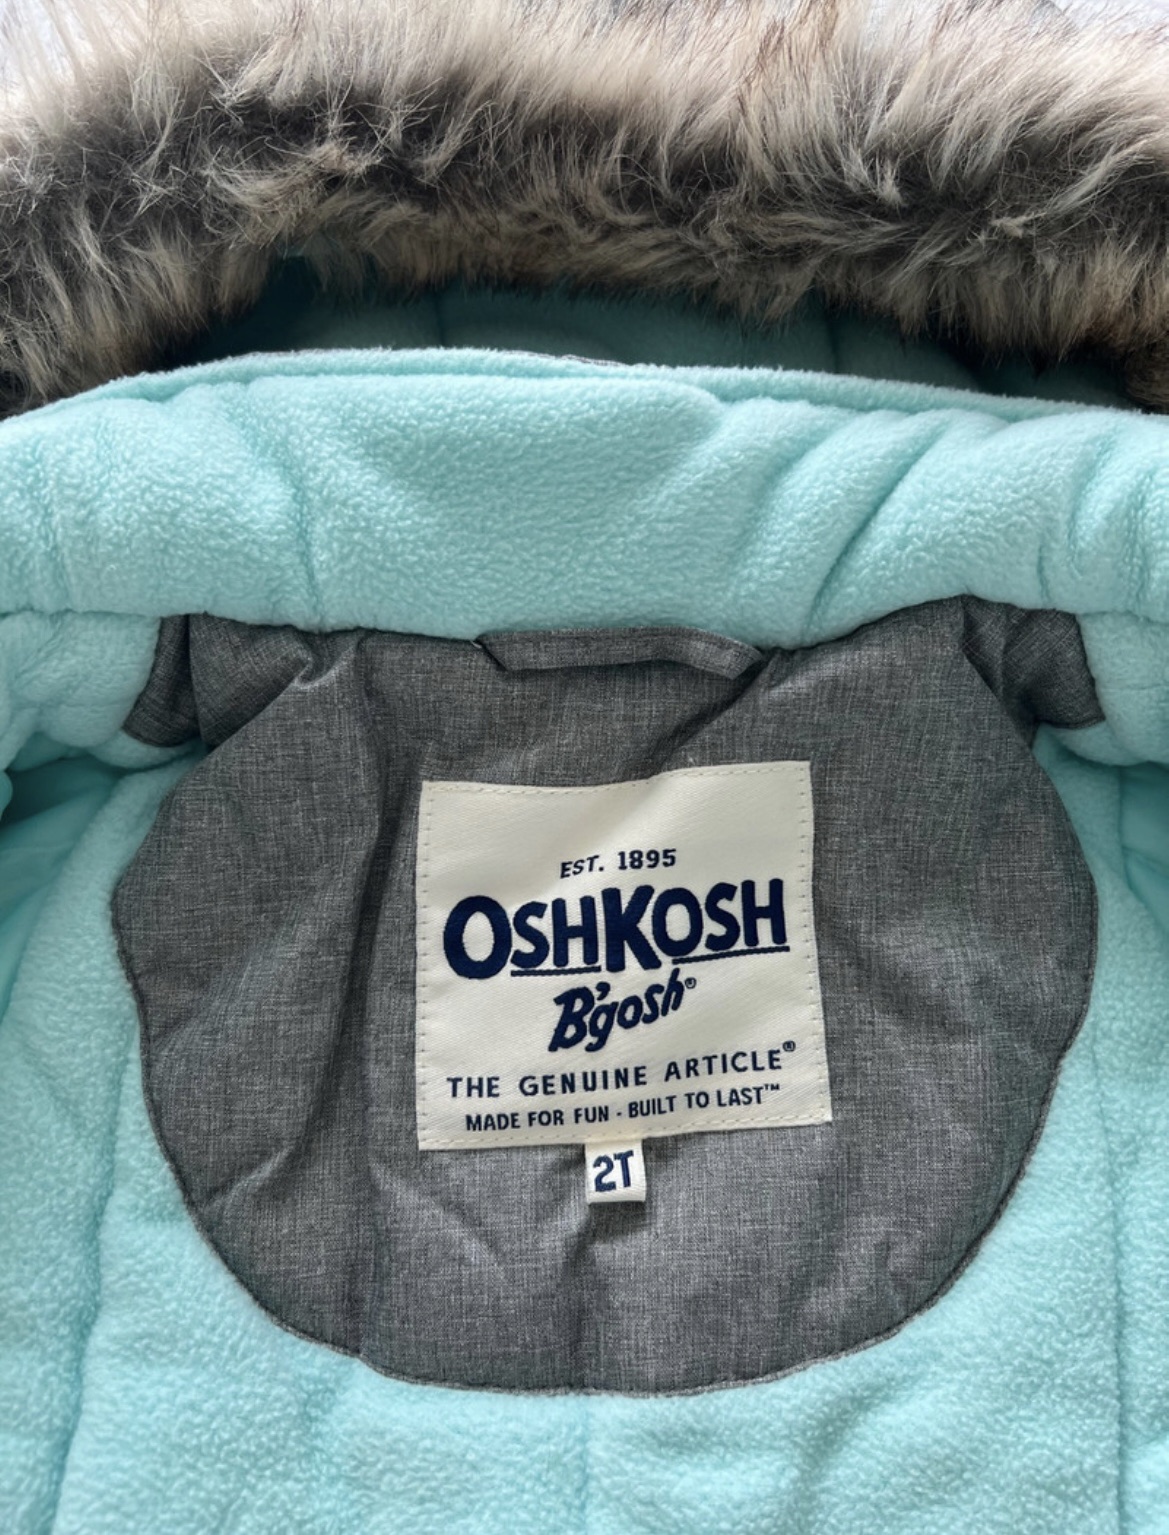 EST. 1895
OSHKOSH
B'gosh®
THE GENUINE ARTICLE®
MADE FOR FUN - BUILT TO LAST™
2T